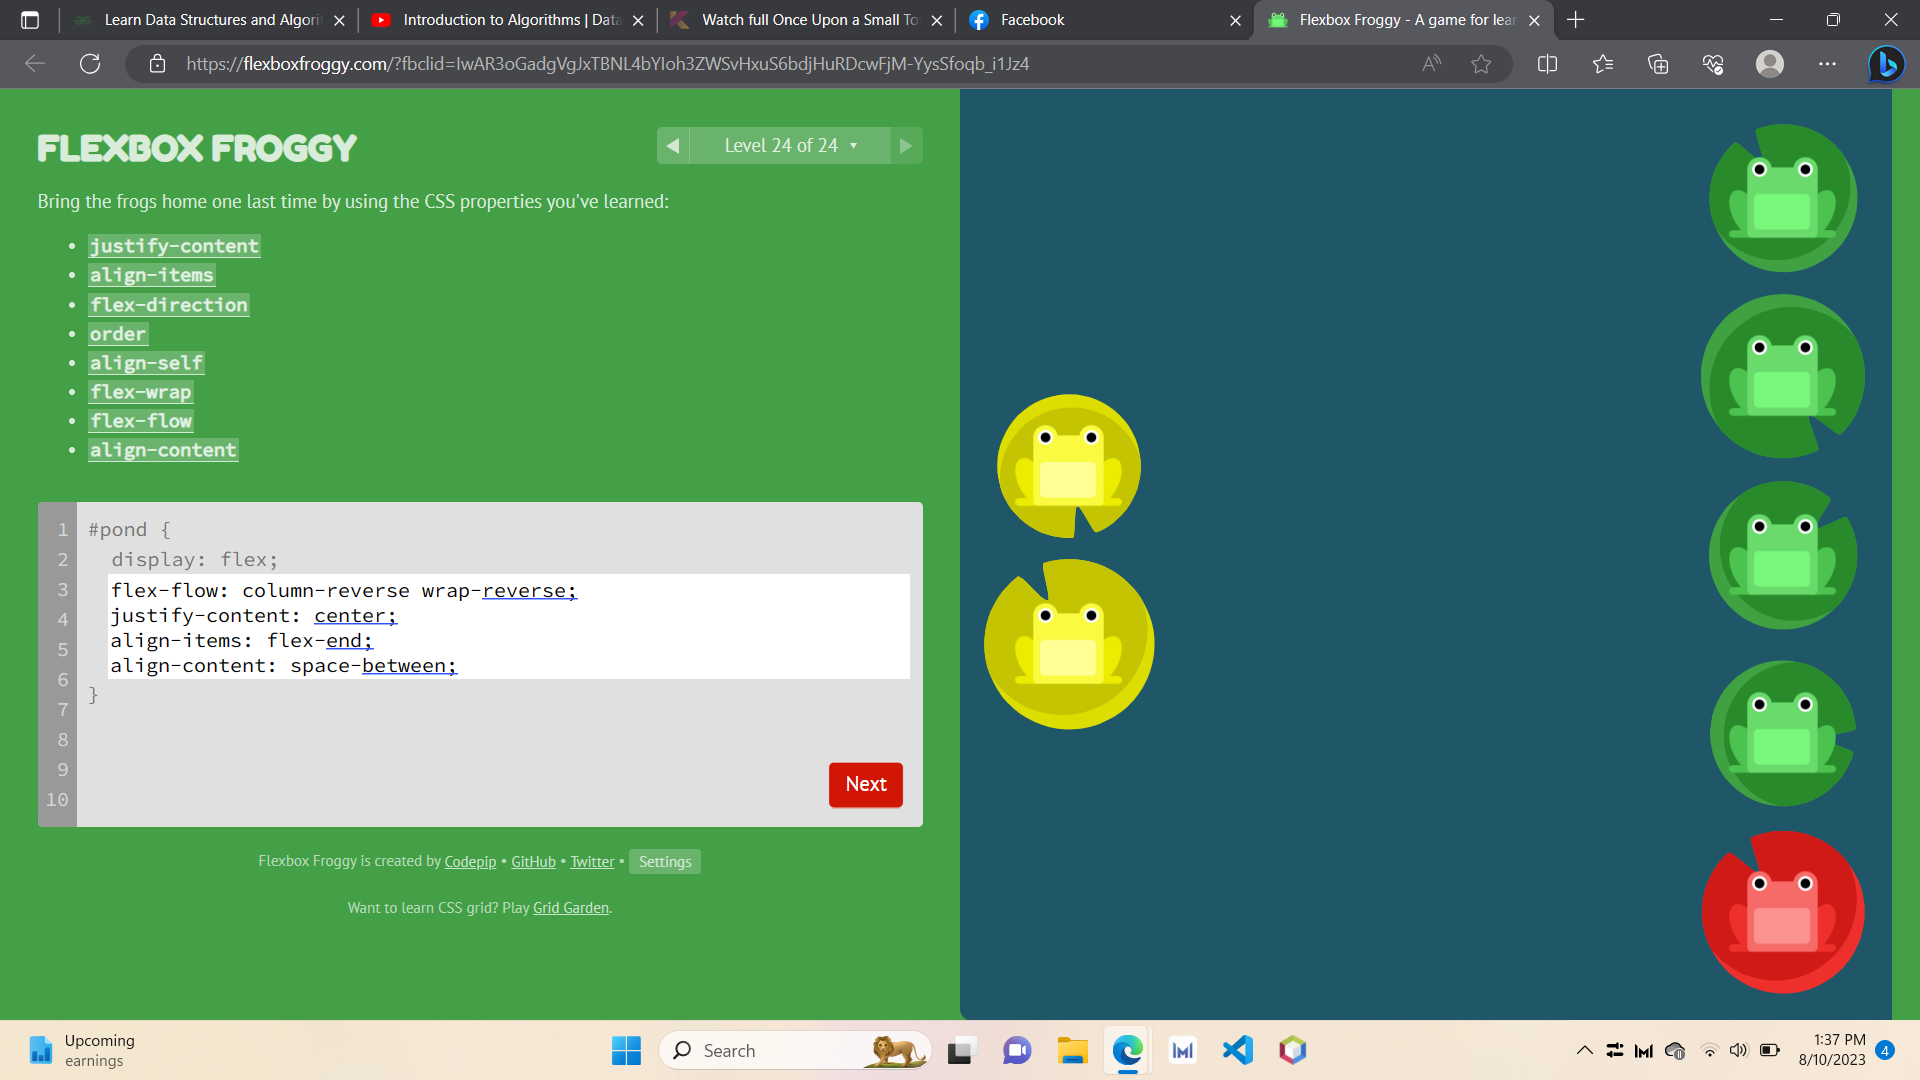 Learn Data Structures and Algorit
Introduction to Algorithms | Data
Watch full Once Upon a Small To
Facebook
Flexbox Froggy - A game for lear
https://flexboxfroggy.com/?fbclid=IwAR3oGadgVgJxTBNL4bYIoh3ZWSvHxuS6bdjHuRDcwFjM-YysSfoqb_i1Jz4
FLEXBOX FROGGY
Level 24 of 24
Bring the frogs home one last time by using the CSS properties you've learned:
justify-content
align-items
flex-direction
order
align-self
flex-wrap
flex-flow
align-content
1 #pond {
2 display: flex;
3 flex-flow: column-reverse wrap-reverse;
4 justify-content: center;
5 align-items: flex-end;
6 align-content: space-between;
7 }
8
9
10
Next
Flexbox Froggy is created by Codepip • GitHub • Twitter • Settings
Want to learn CSS grid? Play Grid Garden.
Upcoming
earnings
Search
1:37 PM
8/10/2023
4